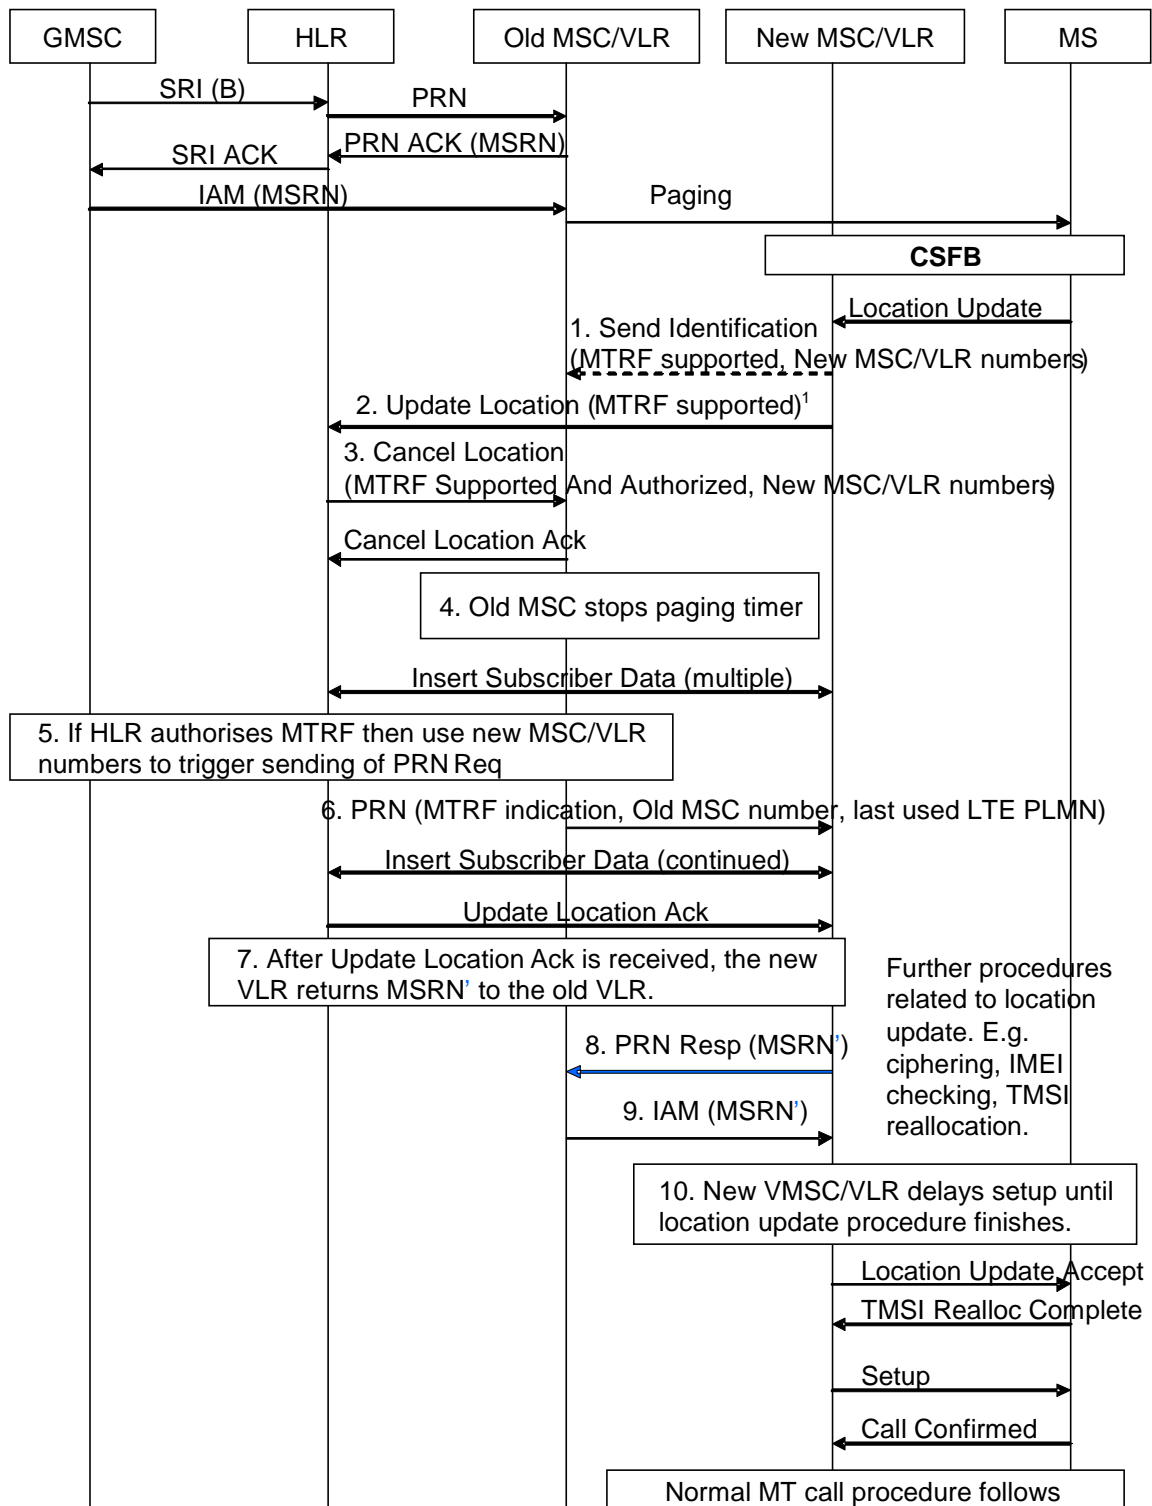 GMSC
HLR
Old MSC/VLR
New MSC/VLR
MS
SRI (B)
PRN
PRN ACK (MSRN)
SRI ACK
IAM (MSRN)
Paging
CSFB
Location Update
1. Send Identification
(MTRF supported, New MSC/VLR numbers)
2. Update Location (MTRF supported)¹
3. Cancel Location
(MTRF Supported And Authorized, New MSC/VLR numbers)
Cancel Location Ack
4. Old MSC stops paging timer
Insert Subscriber Data (multiple)
5. If HLR authorises MTRF then use new MSC/VLR
numbers to trigger sending of PRN Req
6. PRN (MTRF indication, Old MSC number, last used LTE PLMN)
Insert Subscriber Data (continued)
Update Location Ack
7. After Update Location Ack is received, the new
VLR returns MSRN’ to the old VLR.
Further procedures
related to location
update. E.g.
ciphering, IMEI
checking, TMSI
reallocation.
8. PRN Resp (MSRN’)
9. IAM (MSRN’)
10. New VMSC/VLR delays setup until
location update procedure finishes.
Location Update Accept
TMSI Realloc Complete
Setup
Call Confirmed
Normal MT call procedure follows